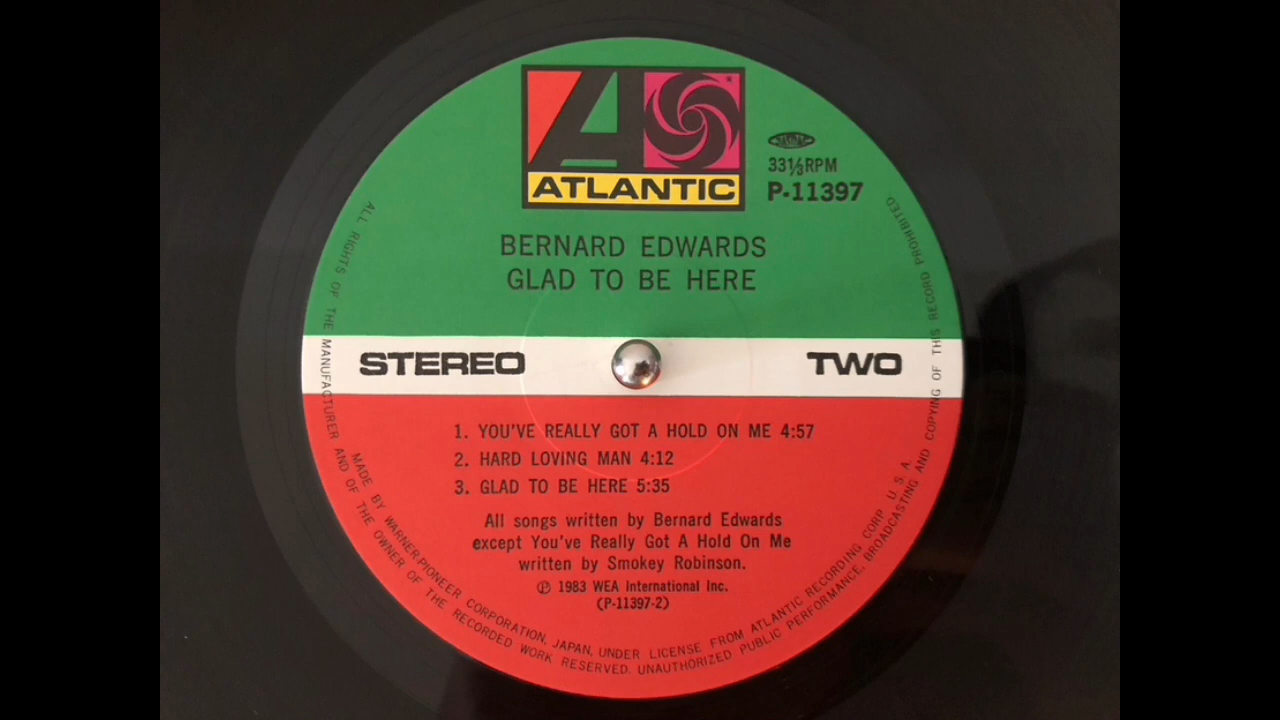 ATLANTIC
33⅓RPM
P-11397
BERNARD EDWARDS
GLAD TO BE HERE
STEREO
TWO
1. YOU'VE REALLY GOT A HOLD ON ME 4:57
2. HARD LOVING MAN 4:12
3. GLAD TO BE HERE 5:35
All songs written by Bernard Edwards
except You've Really Got A Hold On Me
written by Smokey Robinson.
Ⓟ 1983 WEA International Inc.
(P-11397-2)
MADE BY WARNER-PIONEER CORPORATION, JAPAN, UNDER LICENSE FROM ATLANTIC RECORDING CORP. U.S.A.
ALL RIGHTS OF THE MANUFACTURER AND OF THE OWNER OF THE RECORDED WORK RESERVED. UNAUTHORIZED PUBLIC PERFORMANCE, BROADCASTING AND COPYING OF THIS RECORD PROHIBITED.